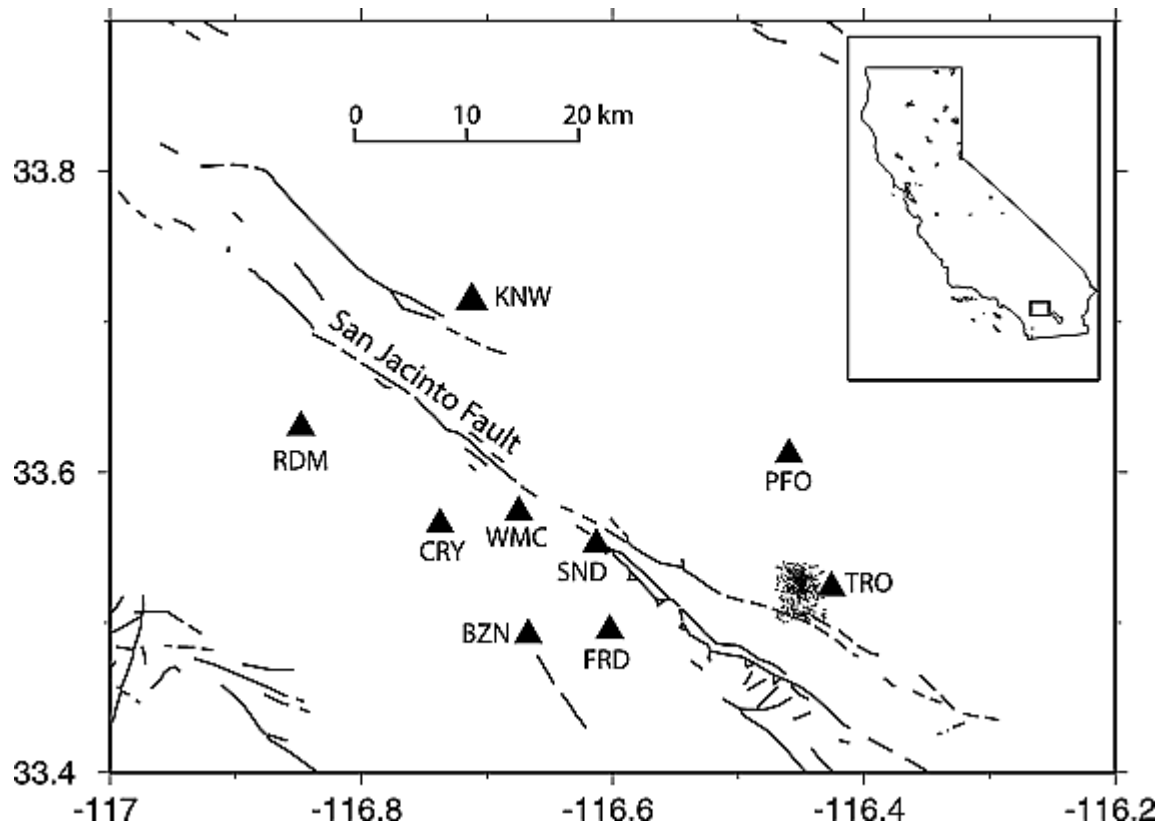 0 10 20 km
33.8
KNW
San Jacinto Fault
RDM
33.6
PFO
CRY
WMC
SND
TRO
BZN
FRD
33.4
-117 -116.8 -116.6 -116.4 -116.2